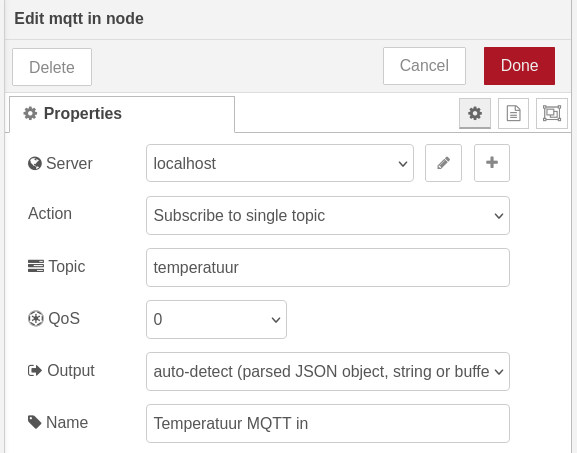 Edit mqtt in node
Delete
Cancel
Done
Properties
Server
localhost
Action
Subscribe to single topic
Topic
temperatuur
QoS
0
Output
auto-detect (parsed JSON object, string or buffe
Name
Temperatuur MQTT in